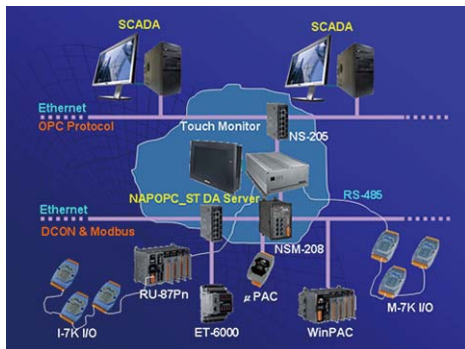 SCADA
SCADA
Ethernet
OPC Protocol
Touch Monitor
NS-205
NAPOPC_ST DA Server
RS-485
Ethernet
DCON & Modbus
NSM-208
RU-87Pn
μPAC
M-7K I/O
I-7K I/O
ET-6000
WinPAC